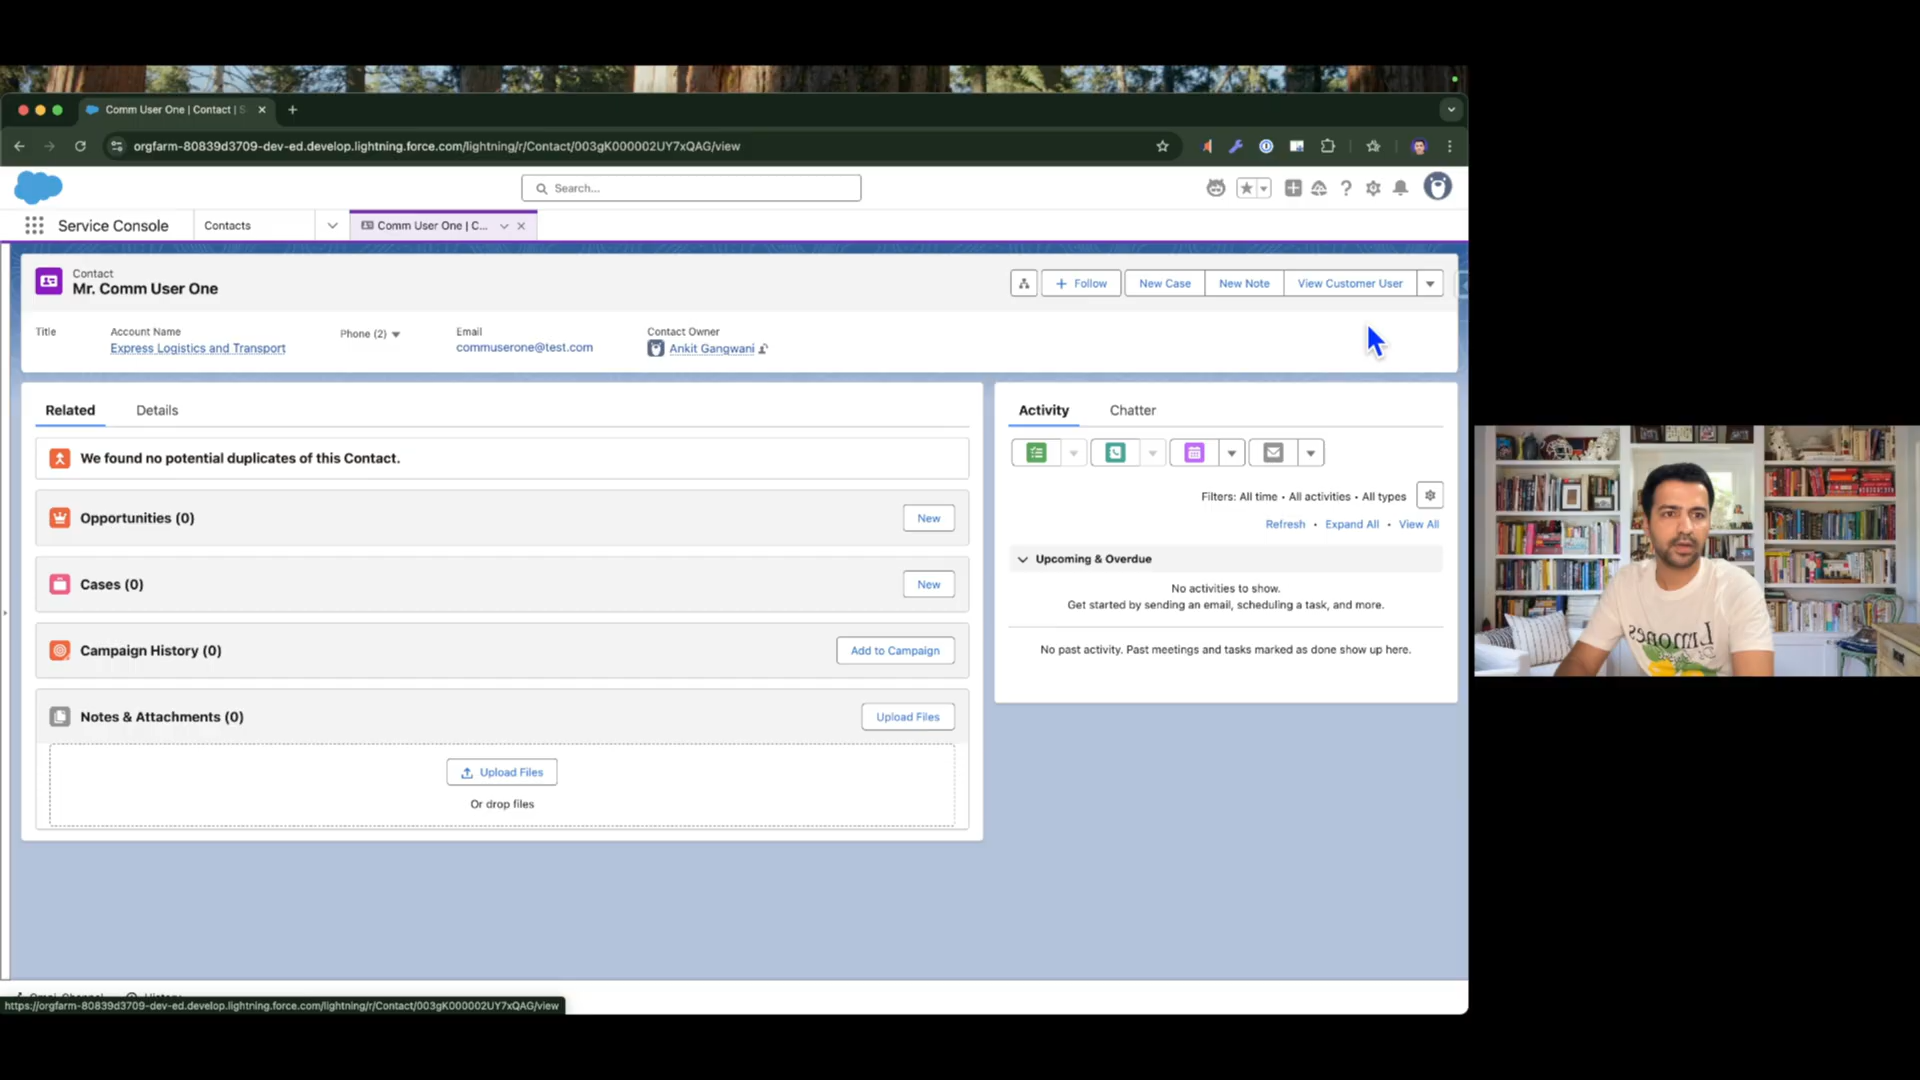 Comm User One | Contact | S
orgfarm-80839d3709-dev-ed.develop.lightning.force.com/lightning/r/Contact/003gK000002UY7xQAG/view
Search...
Service Console
Contacts
Comm User One | C...
Contact
Mr. Comm User One
Follow
New Case
New Note
View Customer User
Title
Account Name
Express Logistics and Transport
Phone (2)
Email
commuserone@test.com
Contact Owner
Ankit Gangwani
Related
Details
We found no potential duplicates of this Contact.
Opportunities (0)
New
Cases (0)
New
Campaign History (0)
Add to Campaign
Notes & Attachments (0)
Upload Files
Upload Files
Or drop files
Activity
Chatter
Filters: All time • All activities • All types
Refresh • Expand All • View All
Upcoming & Overdue
No activities to show.
Get started by sending an email, scheduling a task, and more.
No past activity. Past meetings and tasks marked as done show up here.
https://orgfarm-80839d3709-dev-ed.develop.lightning.force.com/lightning/r/Contact/003gK000002UY7xQAG/view
Limones